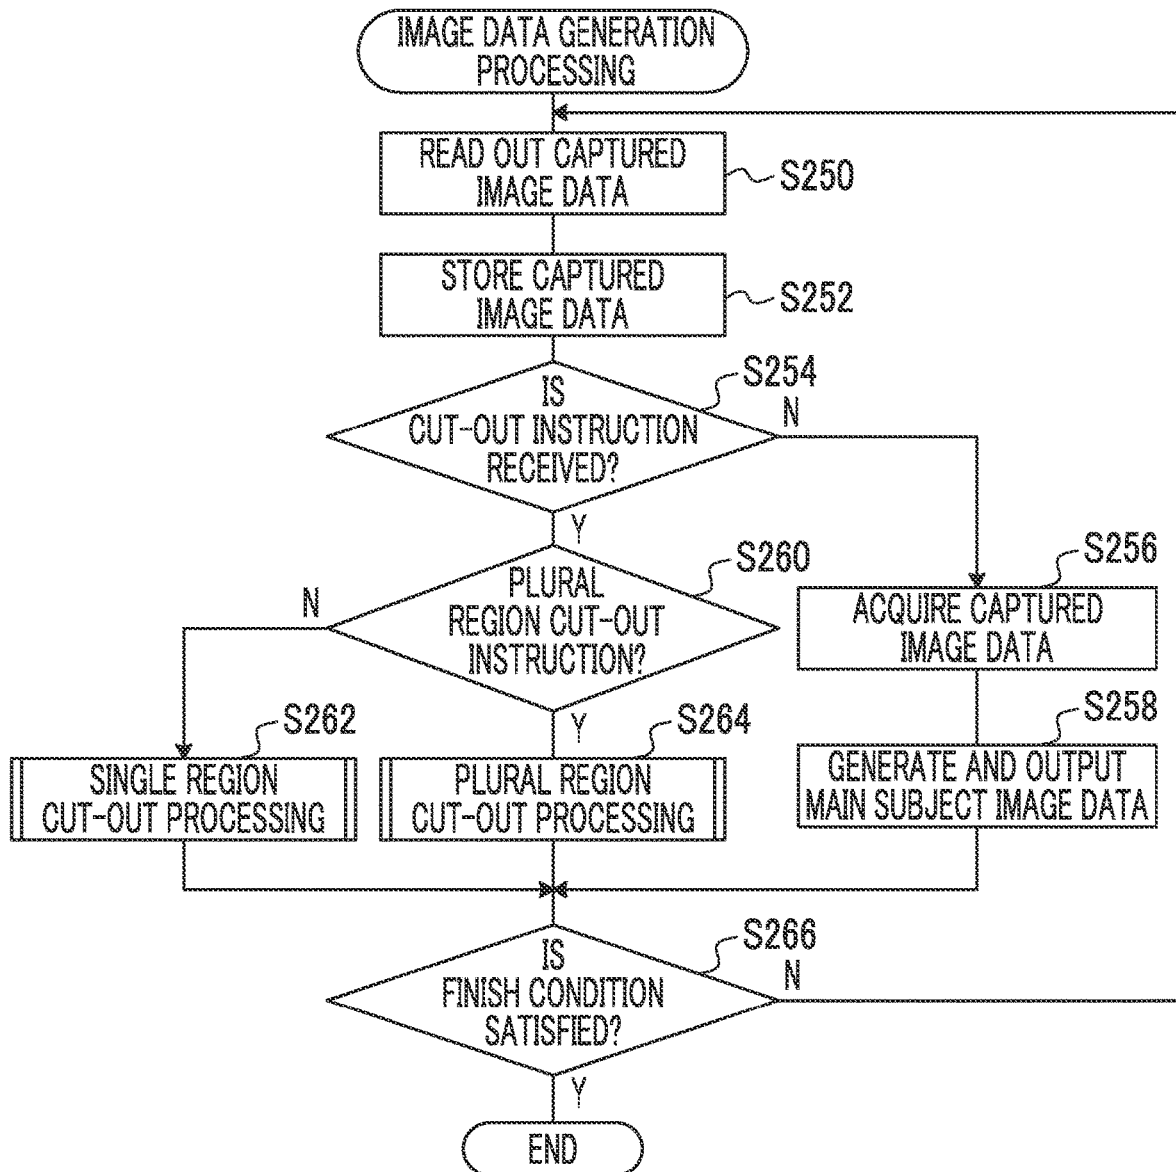 IMAGE DATA GENERATION
PROCESSING
READ OUT CAPTURED
IMAGE DATA
S250
STORE CAPTURED
IMAGE DATA
S252
S254
IS
CUT-OUT INSTRUCTION
RECEIVED?
N
Y
S260
PLURAL
REGION CUT-OUT
INSTRUCTION?
N
Y
S256
ACQUIRE CAPTURED
IMAGE DATA
S262
SINGLE REGION
CUT-OUT PROCESSING
S264
PLURAL REGION
CUT-OUT PROCESSING
S258
GENERATE AND OUTPUT
MAIN SUBJECT IMAGE DATA
S266
IS
FINISH CONDITION
SATISFIED?
N
Y
END